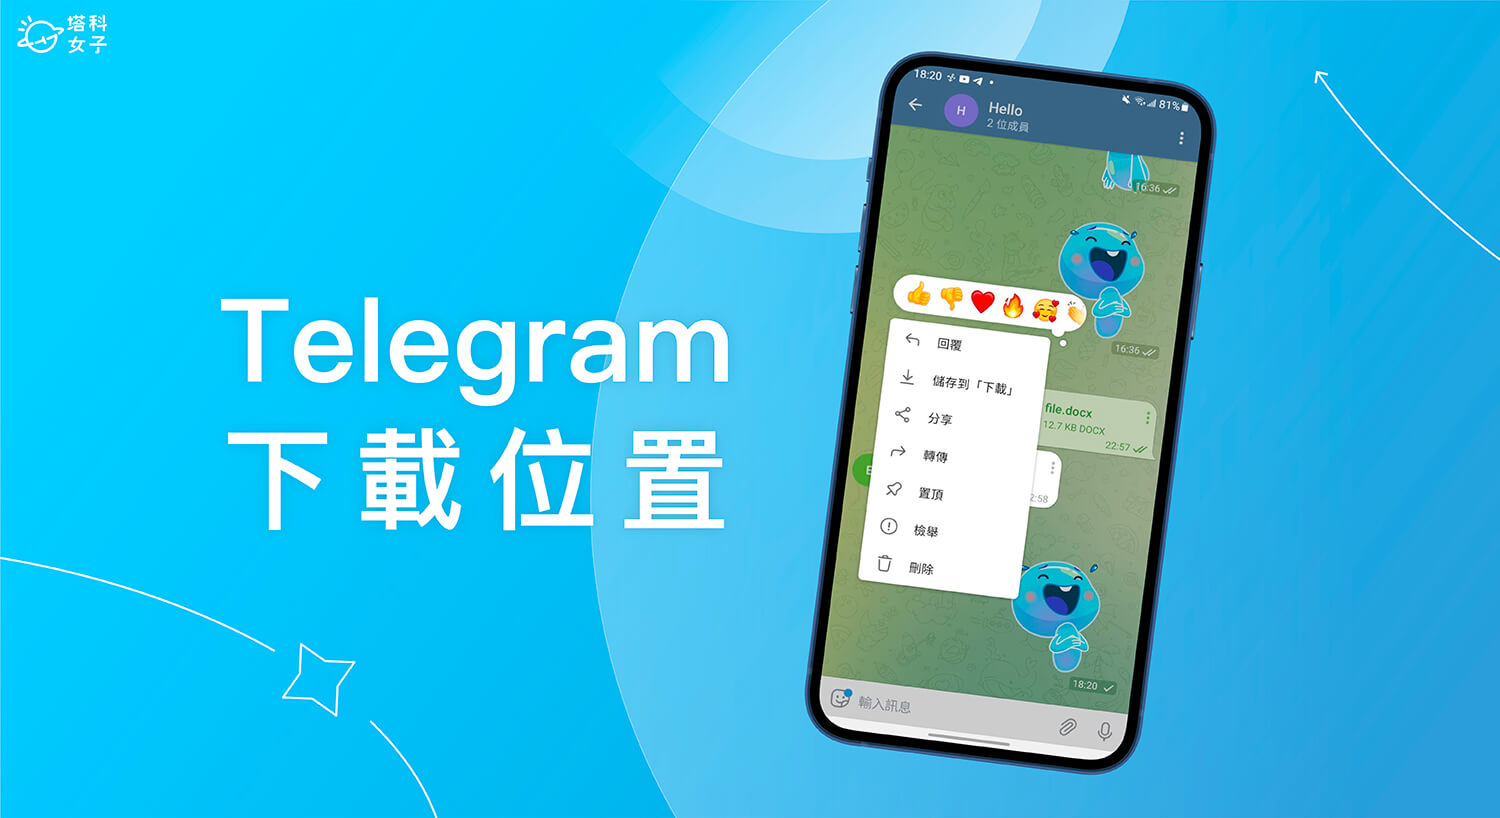 塔科
女子
Telegram
下載位置
18:20
81%
H
Hello
2 位成員
16:36
16:36
回覆
儲存到「下載」
分享
轉傳
置頂
檢舉
刪除
file.docx
12.7 KB DOCX
22:57
2:58
18:20
輸入訊息